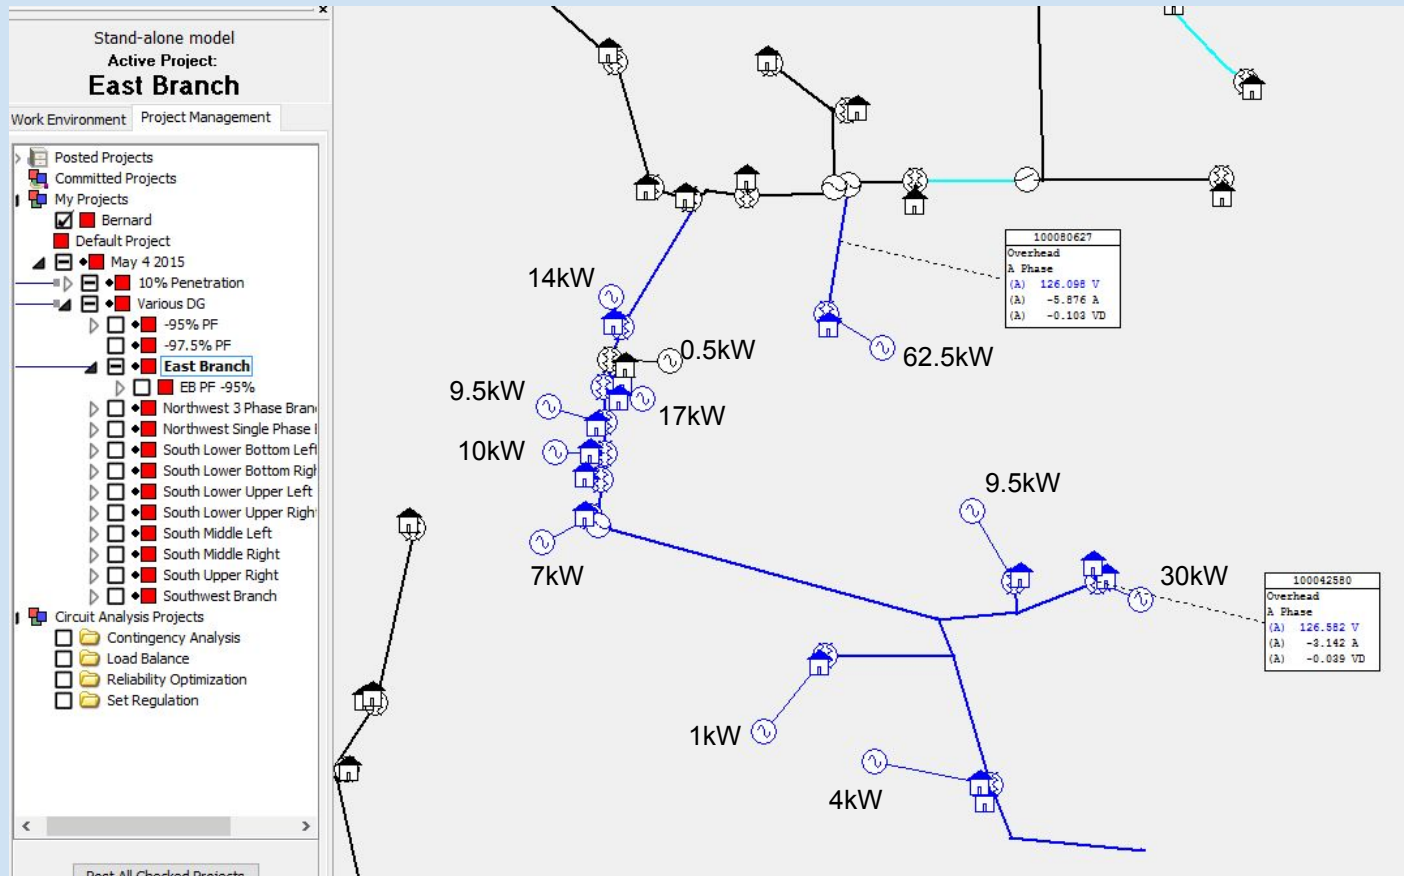 x
Stand-alone model
Active Project:
East Branch
Work Environment
Project Management
Posted Projects
Committed Projects
My Projects
Bernard
Default Project
May 4 2015
10% Penetration
Various DG
-95% PF
-97.5% PF
East Branch
EB PF -95%
Northwest 3 Phase Bran
Northwest Single Phase
South Lower Bottom Left
South Lower Bottom Righ
South Lower Upper Left
South Lower Upper Righ
South Middle Left
South Middle Right
South Upper Right
Southwest Branch
Circuit Analysis Projects
Contingency Analysis
Load Balance
Reliability Optimization
Set Regulation
Post All Checked Projects
100080627
Overhead
A Phase
(A) 126.098 V
(A) -5.876 A
(A) -0.103 VD
14kW
0.5kW
62.5kW
9.5kW
17kW
10kW
9.5kW
7kW
30kW
100042580
Overhead
A Phase
(A) 126.582 V
(A) -3.142 A
(A) -0.039 VD
1kW
4kW